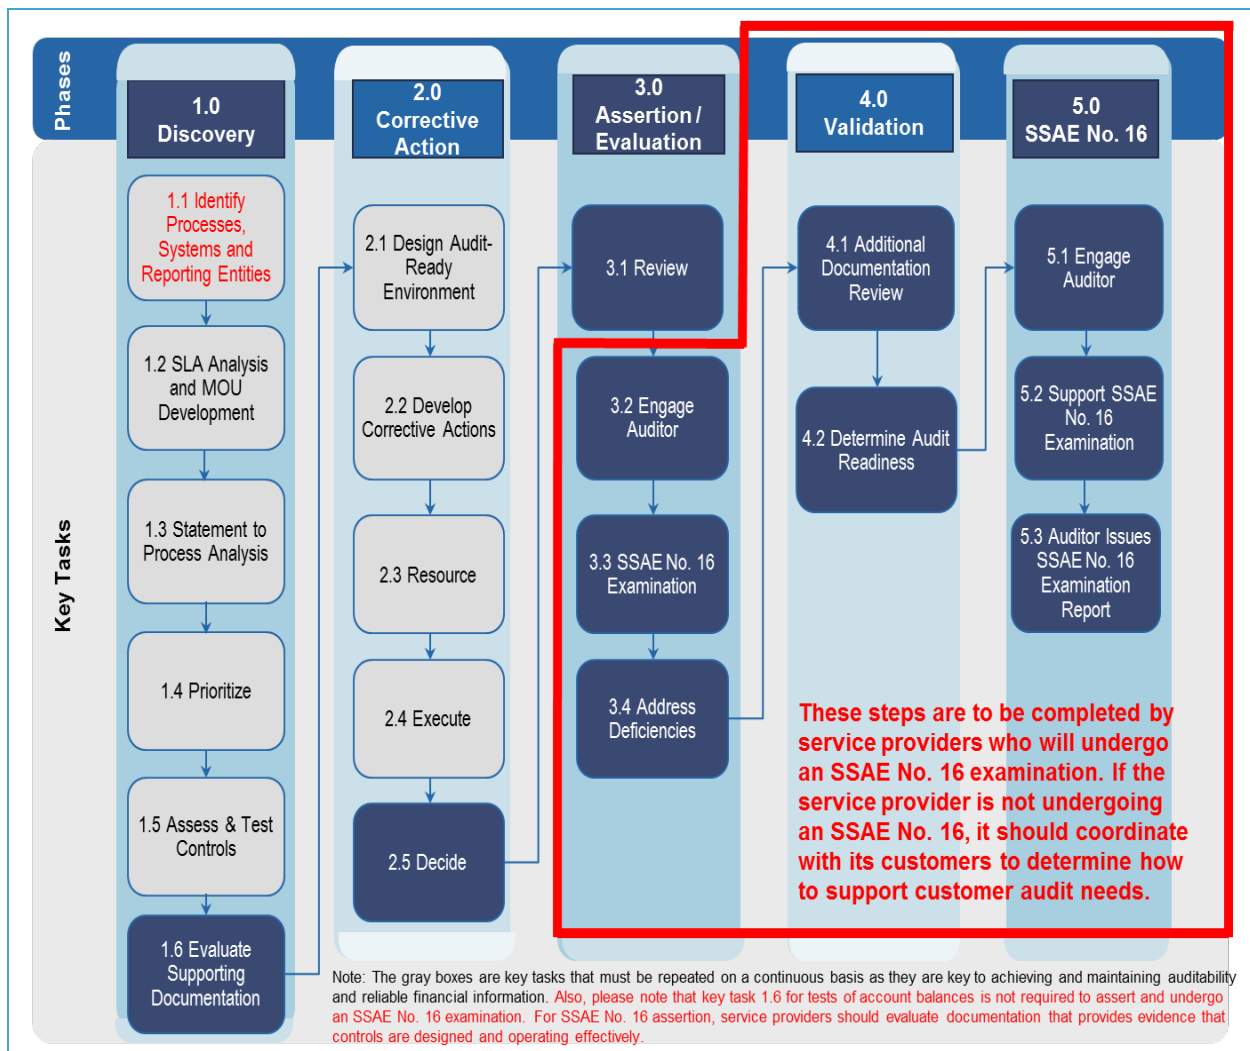 Phases
1.0
Discovery
2.0
Corrective
Action
3.0
Assertion /
Evaluation
4.0
Validation
5.0
SSAE No. 16
Key Tasks
1.1 Identify
Processes,
Systems and
Reporting Entities
1.2 SLA Analysis
and MOU
Development
1.3 Statement to
Process Analysis
1.4 Prioritize
1.5 Assess & Test
Controls
1.6 Evaluate
Supporting
Documentation
2.1 Design Audit-
Ready
Environment
2.2 Develop
Corrective Actions
2.3 Resource
2.4 Execute
2.5 Decide
3.1 Review
3.2 Engage
Auditor
3.3 SSAE No. 16
Examination
3.4 Address
Deficiencies
4.1 Additional
Documentation
Review
4.2 Determine Audit
Readiness
5.1 Engage
Auditor
5.2 Support SSAE
No. 16
Examination
5.3 Auditor Issues
SSAE No. 16
Examination
Report
These steps are to be completed by
service providers who will undergo
an SSAE No. 16 examination. If the
service provider is not undergoing
an SSAE No. 16, it should coordinate
with its customers to determine how
to support customer audit needs.
Note: The gray boxes are key tasks that must be repeated on a continuous basis as they are key to achieving and maintaining auditability
and reliable financial information. Also, please note that key task 1.6 for tests of account balances is not required to assert and undergo
an SSAE No. 16 examination. For SSAE No. 16 assertion, service providers should evaluate documentation that provides evidence that
controls are designed and operating effectively.